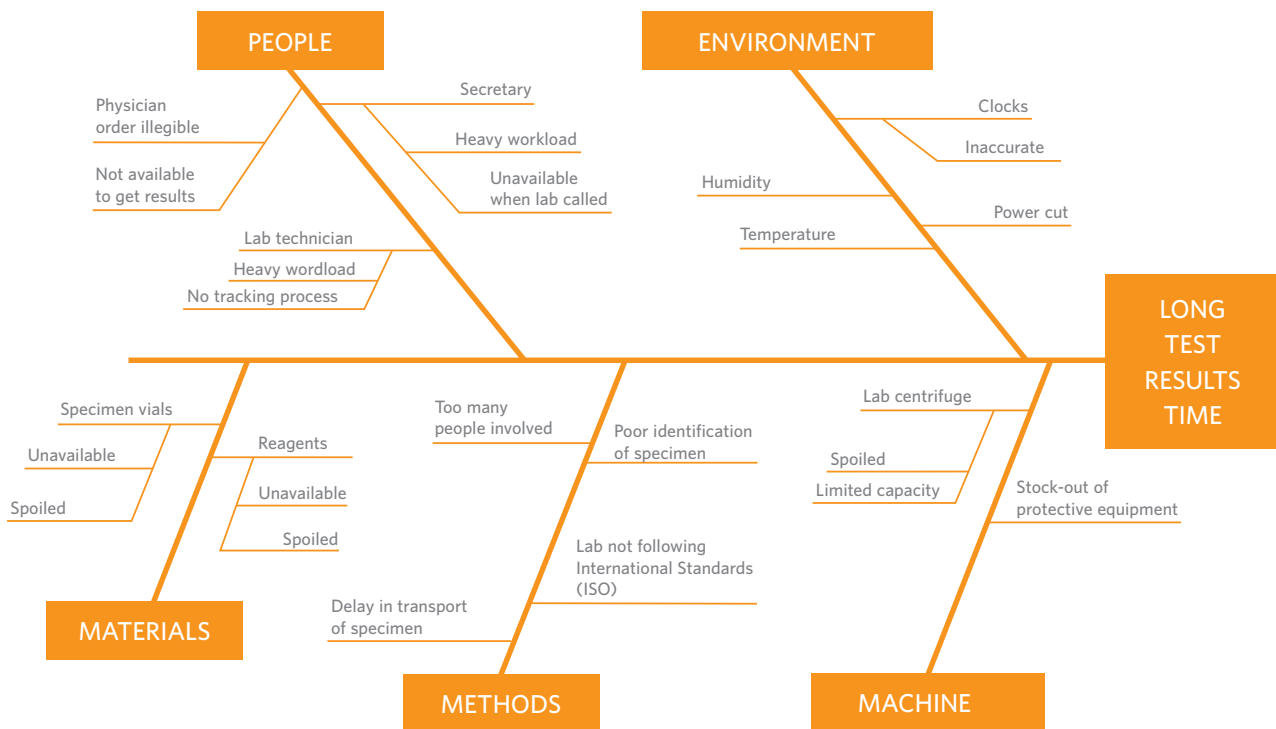 PEOPLE
ENVIRONMENT
Secretary
Physician
order illegible
Heavy workload
Not available
to get results
Unavailable
when lab called
Lab technician
Heavy wordload
No tracking process
Clocks
Inaccurate
Humidity
Power cut
Temperature
LONG
TEST
RESULTS
TIME
Specimen vials
Unavailable
Spoiled
Reagents
Unavailable
Spoiled
Too many
people involved
Poor identification
of specimen
Lab not following
International Standards
(ISO)
Delay in transport
of specimen
Lab centrifuge
Spoiled
Limited capacity
Stock-out of
protective equipment
MATERIALS
METHODS
MACHINE